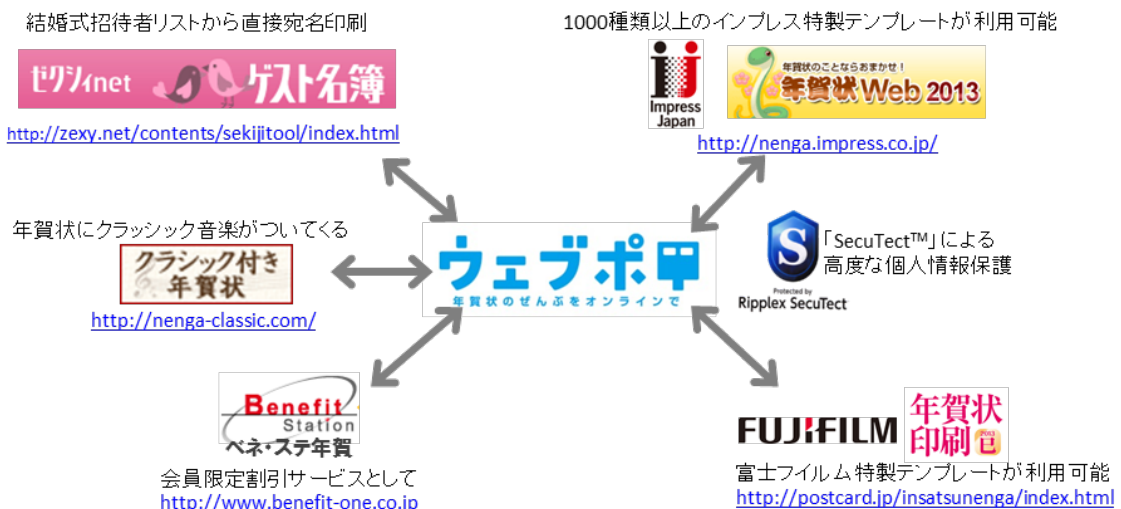 結婚式招待者リストから直接宛名印刷
ゼクシィnet ゲスト名簿
http://zexy.net/contents/sekijitool/index.html
1000種類以上のインプレス特製テンプレートが利用可能
Impress
Japan
年賀状のことならおまかせ！
年賀状Web 2013
http://nenga.impress.co.jp/
年賀状にクラッシック音楽がついてくる
クラシック付き
年賀状
http://nenga-classic.com/
ウェブポ
年賀状のぜんぶをオンラインで
S
「SecuTect™」による
高度な個人情報保護
Protected by
Ripplex SecuTect
Benefit
Station
ベネ・ステ年賀
会員限定割引サービスとして
http://www.benefit-one.co.jp
FUJIFILM
年賀状
印刷
2013
巳
富士フイルム特製テンプレートが利用可能
http://postcard.jp/insatsunenga/index.html